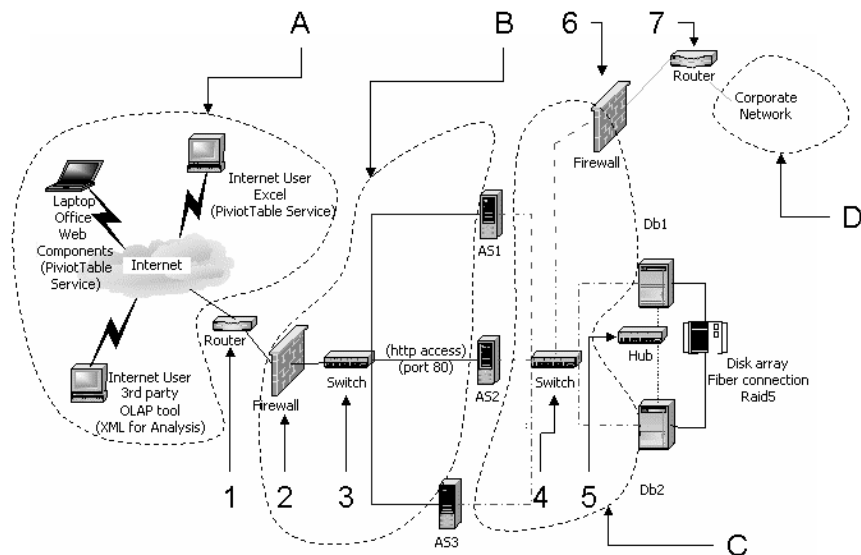 A
B
6
7
Router
Corporate
Network
Firewall
D
Internet User
Excel
(PiviotTable Service)
Laptop
Office
Web
Components
(PiviotTable
Service)
Internet
AS1
Db1
Router
(http access)
(port 80)
Firewall
Switch
AS2
Switch
Hub
Disk array
Fiber connection
Raid5
Internet User
3rd party
OLAP tool
(XML for Analysis)
1
2
3
4
5
Db2
AS3
C